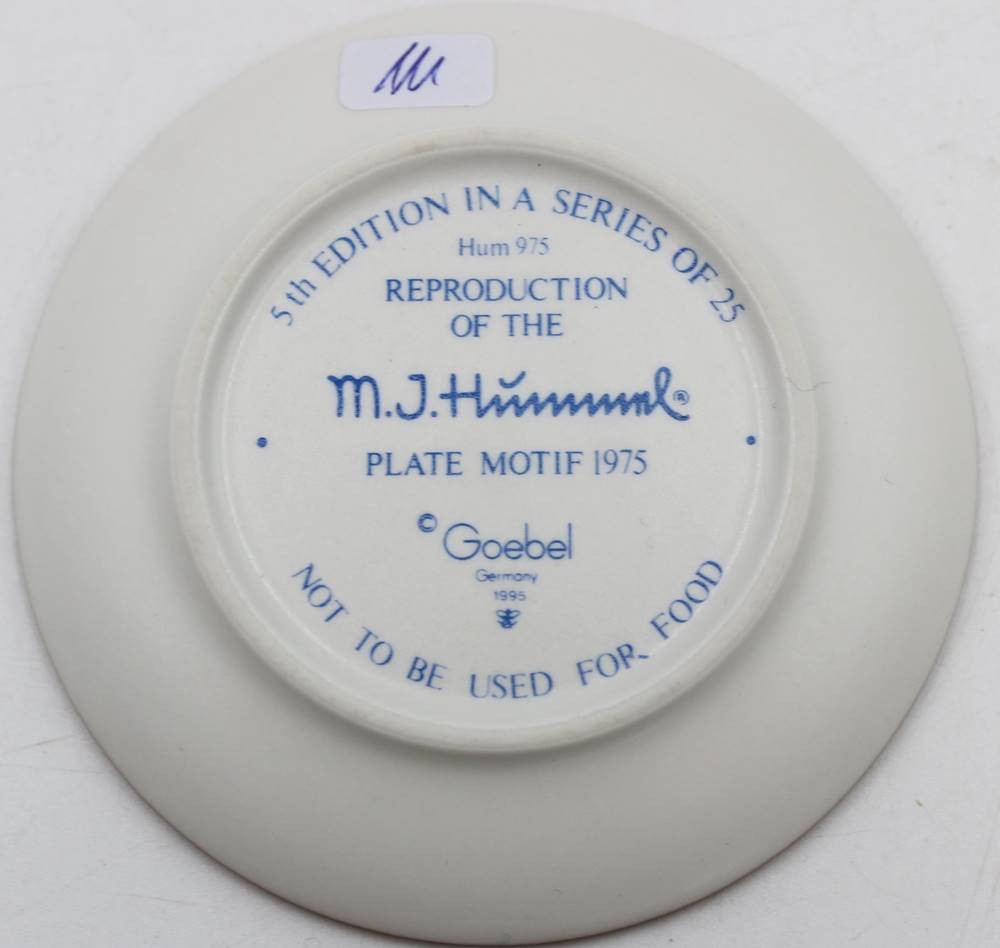 5th EDITION IN A SERIES OF 25
Hum 975
REPRODUCTION
OF THE
M.J.Hummel®
PLATE MOTIF 1975
© Goebel
Germany
1995
NOT TO BE USED FOR FOOD